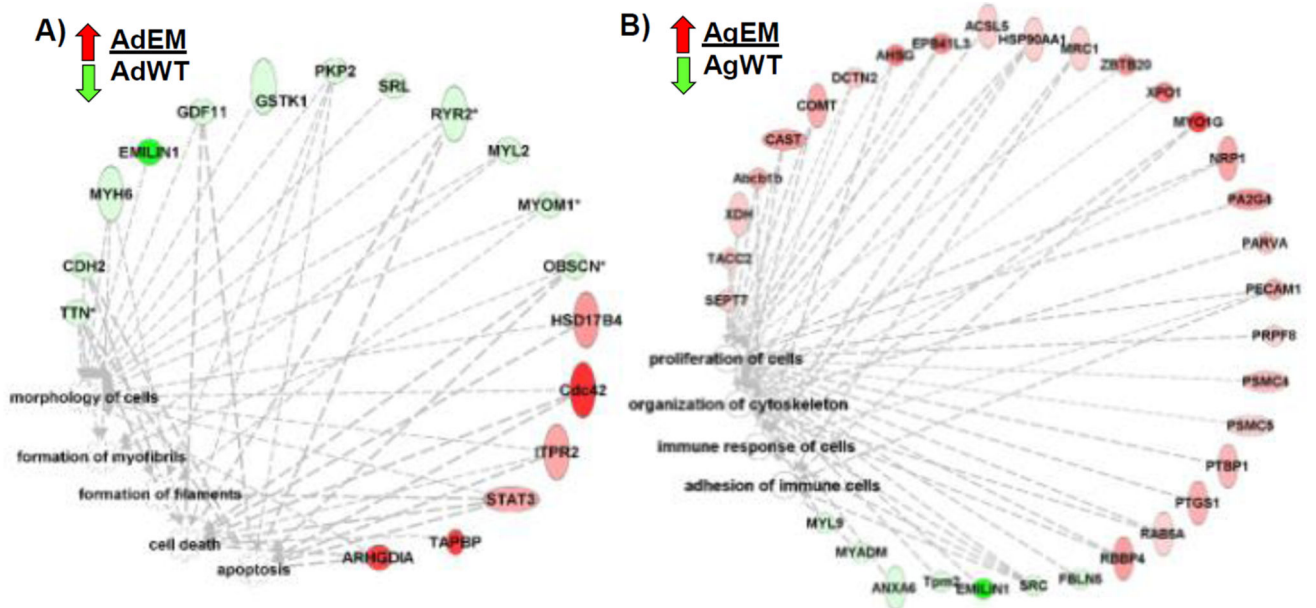 A)
AdEM
AdWT
GSTK1
PKP2
SRL
GDF11
RYR2*
EMILIN1
MYL2
MYH6
MYOM1*
CDH2
OBSCN*
TTN*
HSD17B4
Cdc42
morphology of cells
ITPR2
formation of myofibrils
formation of filaments
STAT3
cell death
TAPBP
ARHGDIA
apoptosis
B)
AgEM
AgWT
ACSL5
HSP90AA1
EPB41L3
MRC1
AHSG
ZBTB20
DCTN2
XPO1
COMT
MYO1G
CAST
NRP1
Abcb1b
PA2G4
XDH
PARVA
TACC2
PECAM1
SEPT7
PRPF8
proliferation of cells
PSMC4
organization of cytoskeleton
PSMC5
immune response of cells
PTBP1
adhesion of immune cells
PTGS1
MYL9
RAB5A
MYADM
RBBP4
ANXA6
Tpm2
EMILIN1
SRC
FBLN5